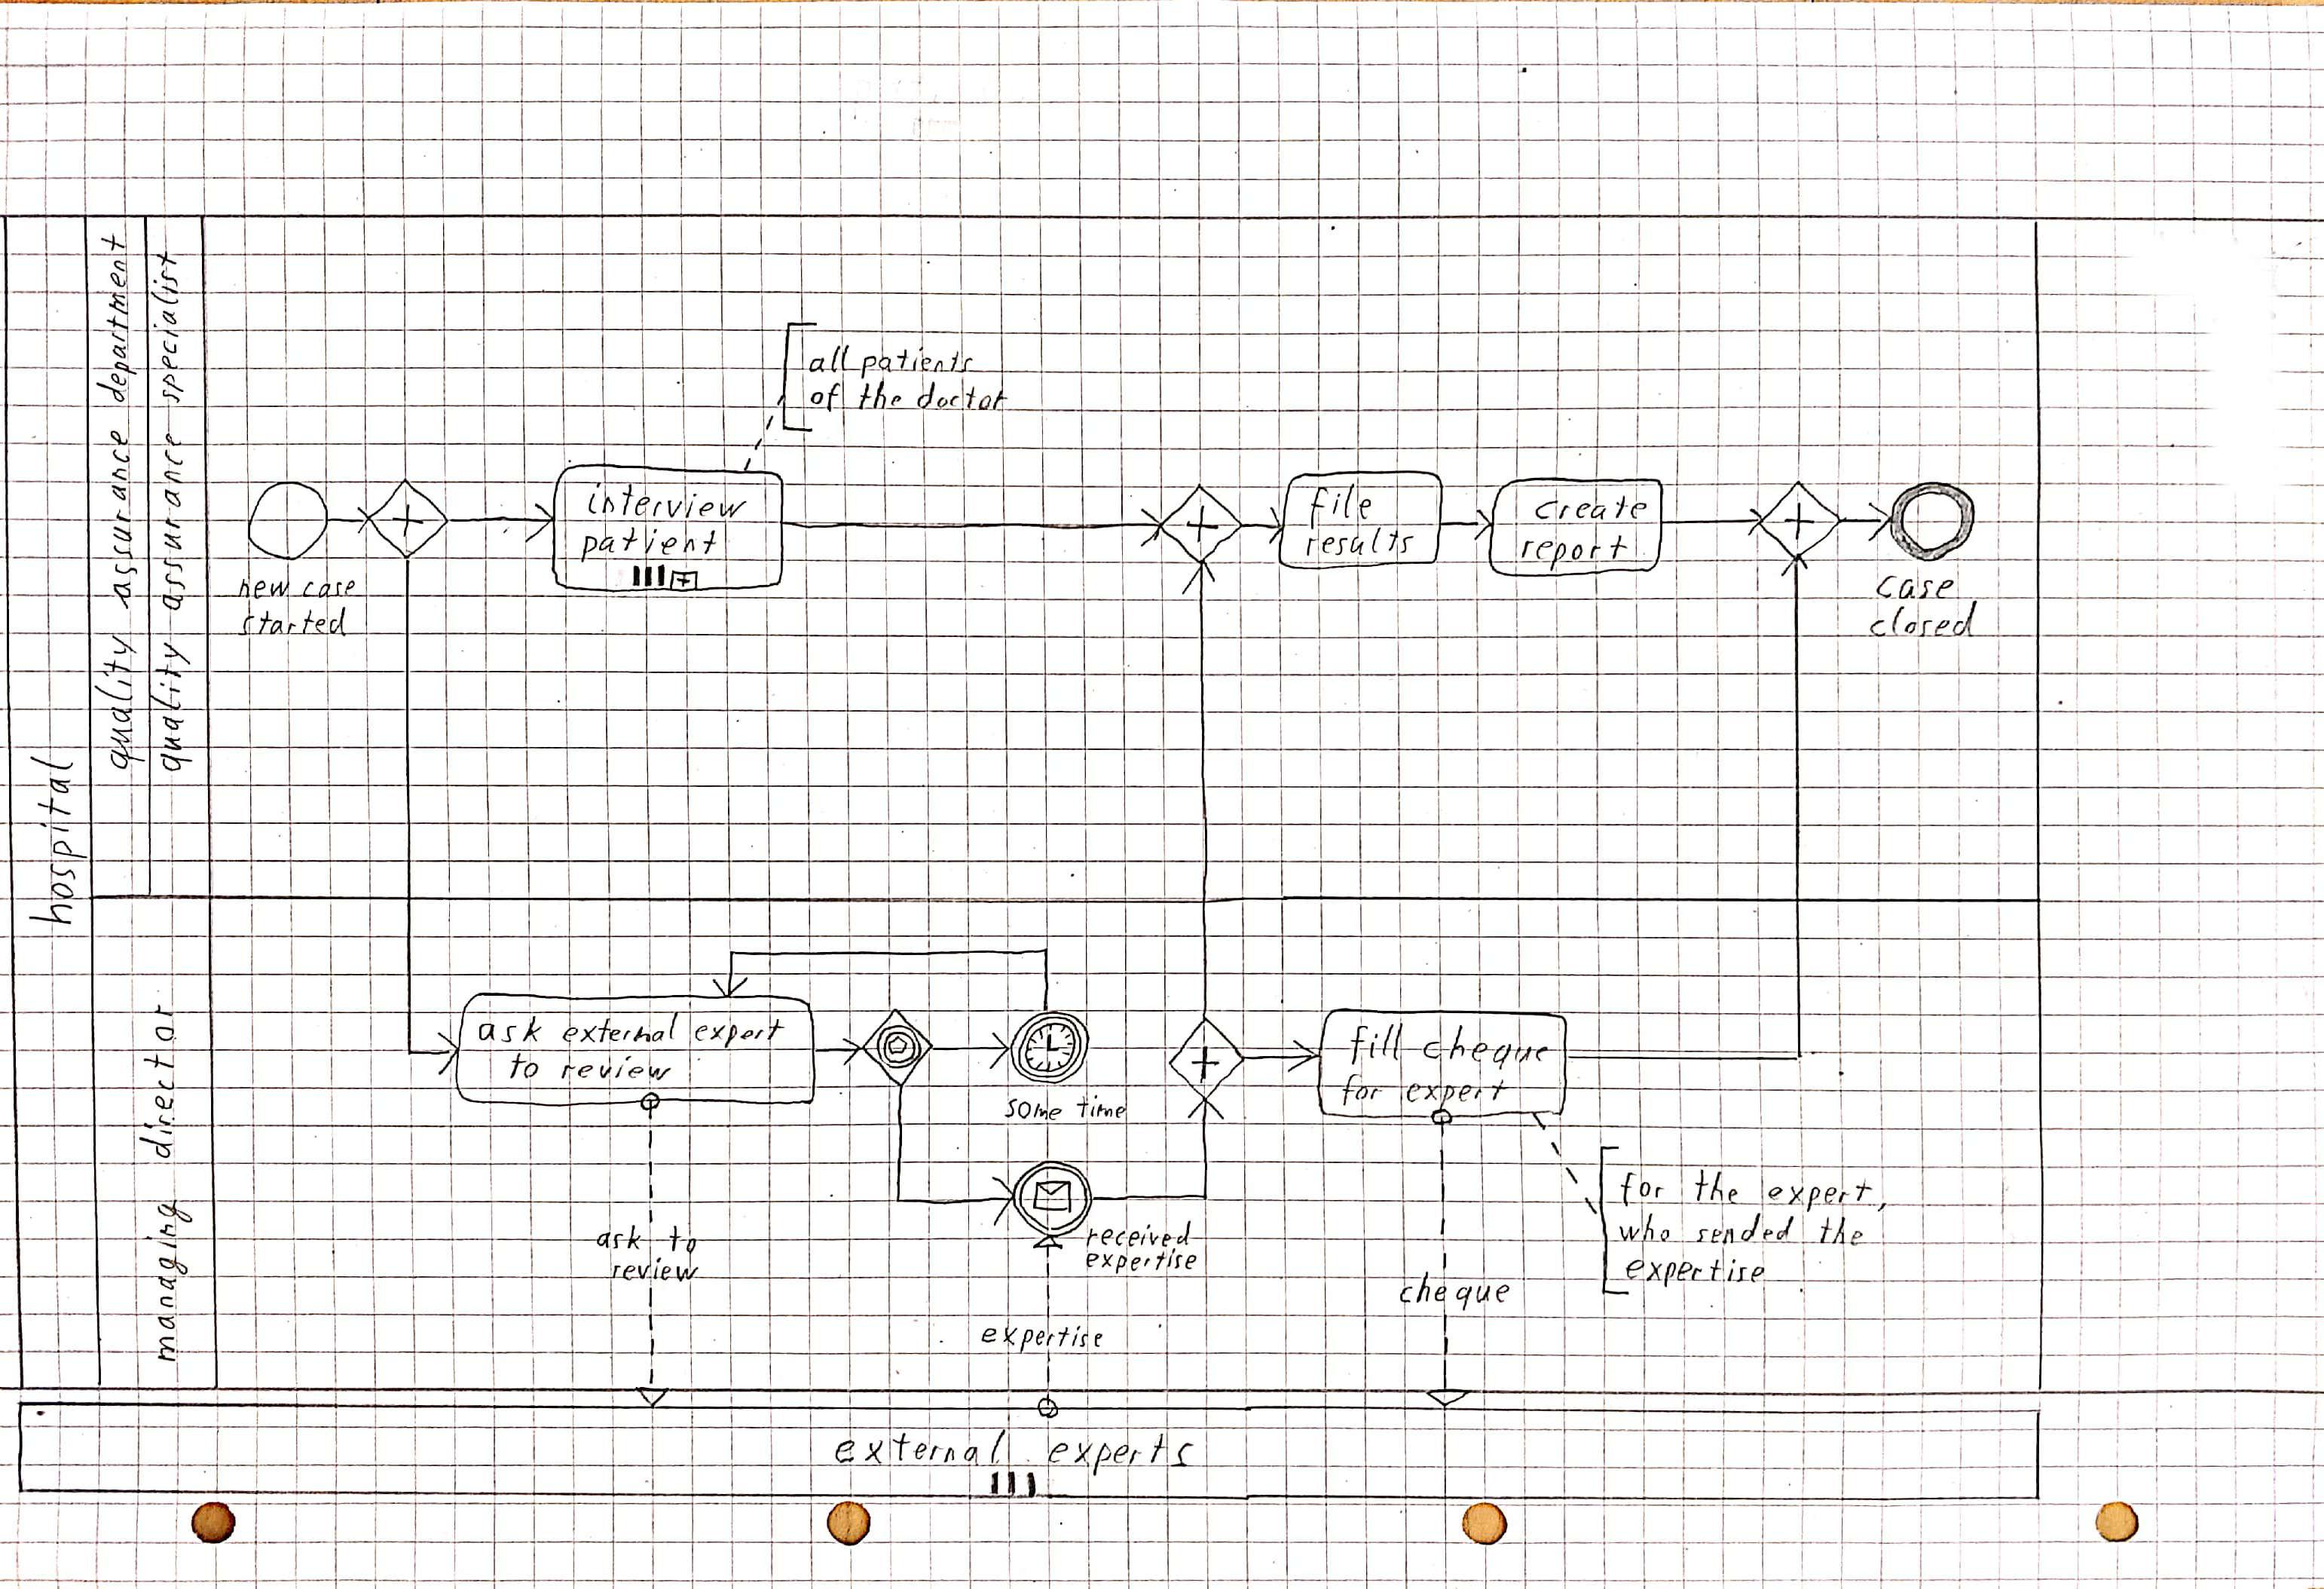 hospital
quality assurance department
quality assurance specialist
managing director
all patients
of the doctor
interview
patient
new case
started
file
results
create
report
case
closed
ask external expert
to review
some time
received
expertise
fill cheque
for expert
for the expert,
who sended the
expertise
ask to
review
expertise
cheque
external experts